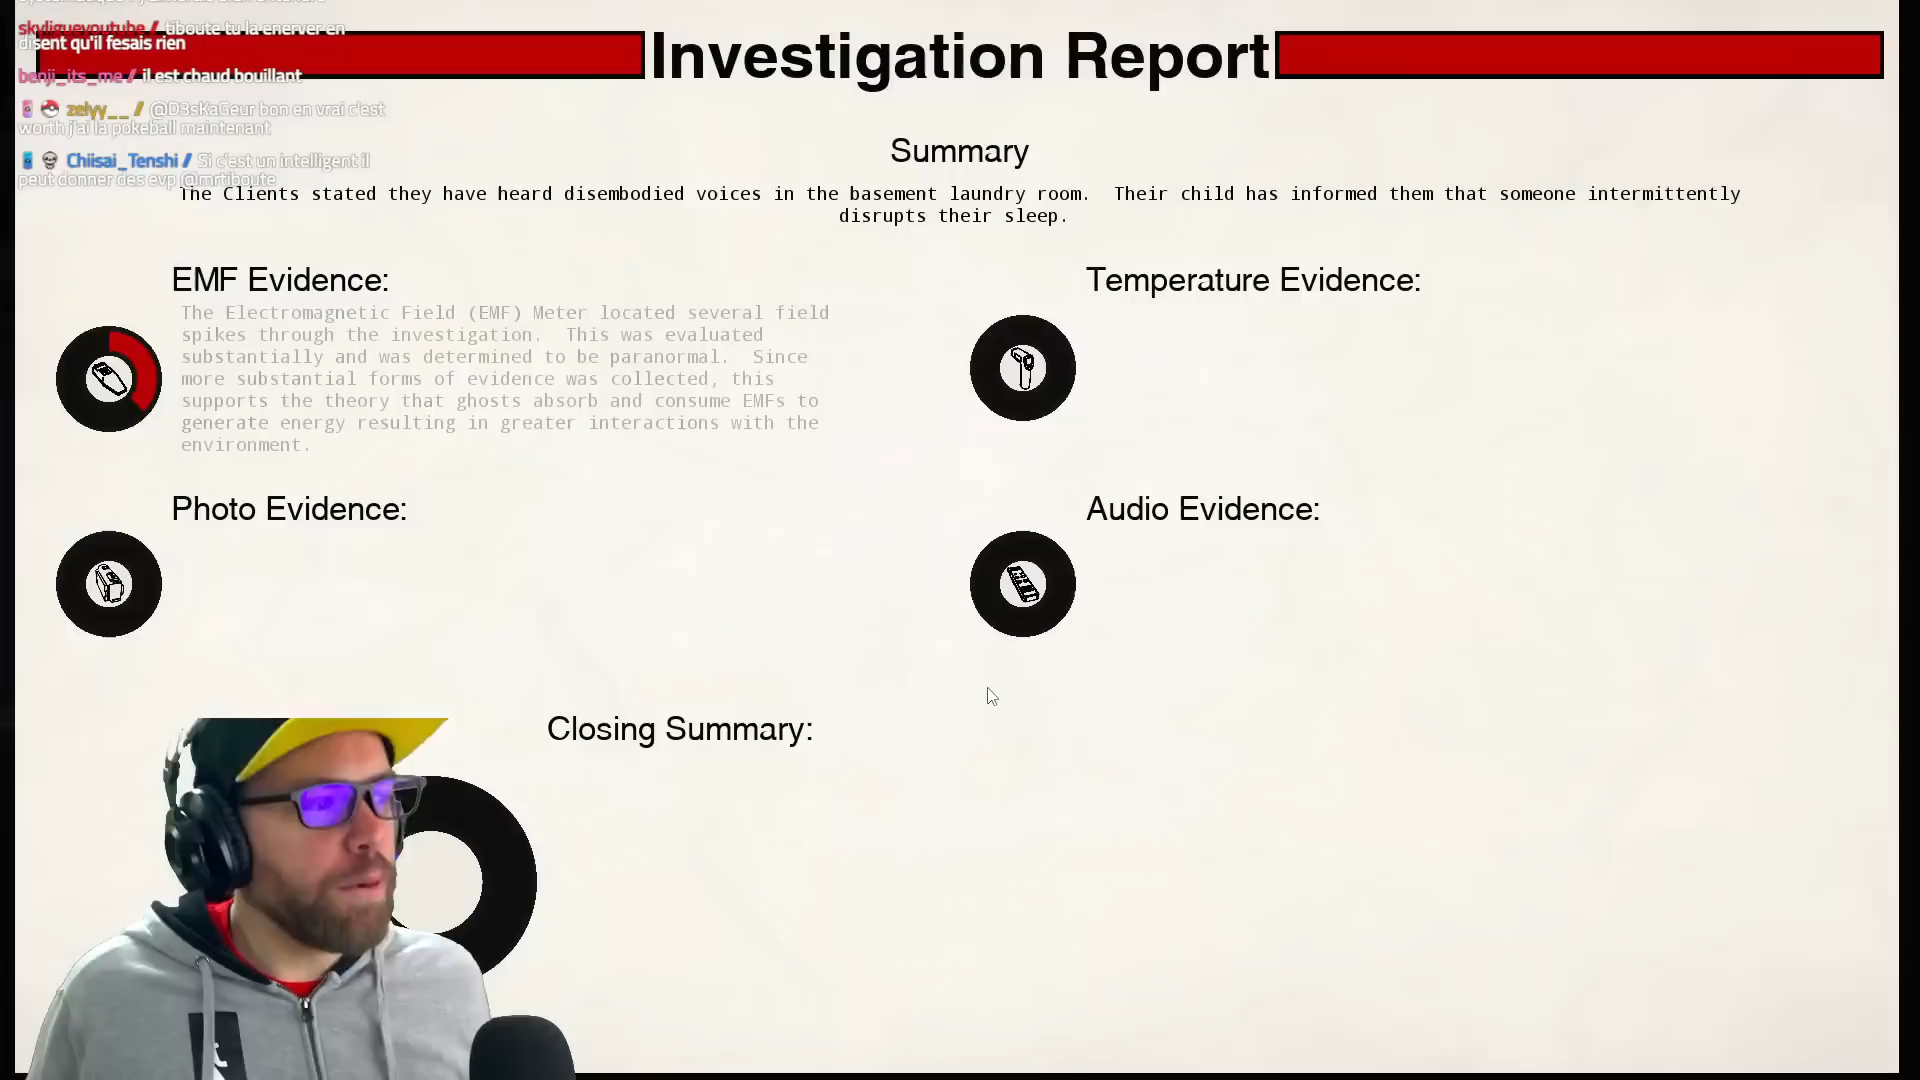 skyligueyoutube / tiboute tu la enerver en
disent qu'il fesais rien
benji_its_me / il est chaud bouillant
zelyy__ / @D3sKaGeur bon en vrai c'est
worth j'ai la pokeball maintenant
Chiisai_Tenshi / Si c'est un intelligent il
peut donner des evp @mrtiboute
Investigation Report
Summary
The Clients stated they have heard disembodied voices in the basement laundry room.  Their child has informed them that someone intermittently
disrupts their sleep.
EMF Evidence:
The Electromagnetic Field (EMF) Meter located several field
spikes through the investigation.  This was evaluated
substantially and was determined to be paranormal.  Since
more substantial forms of evidence was collected, this
supports the theory that ghosts absorb and consume EMFs to
generate energy resulting in greater interactions with the
environment.
Temperature Evidence:
Photo Evidence:
Audio Evidence:
Closing Summary: